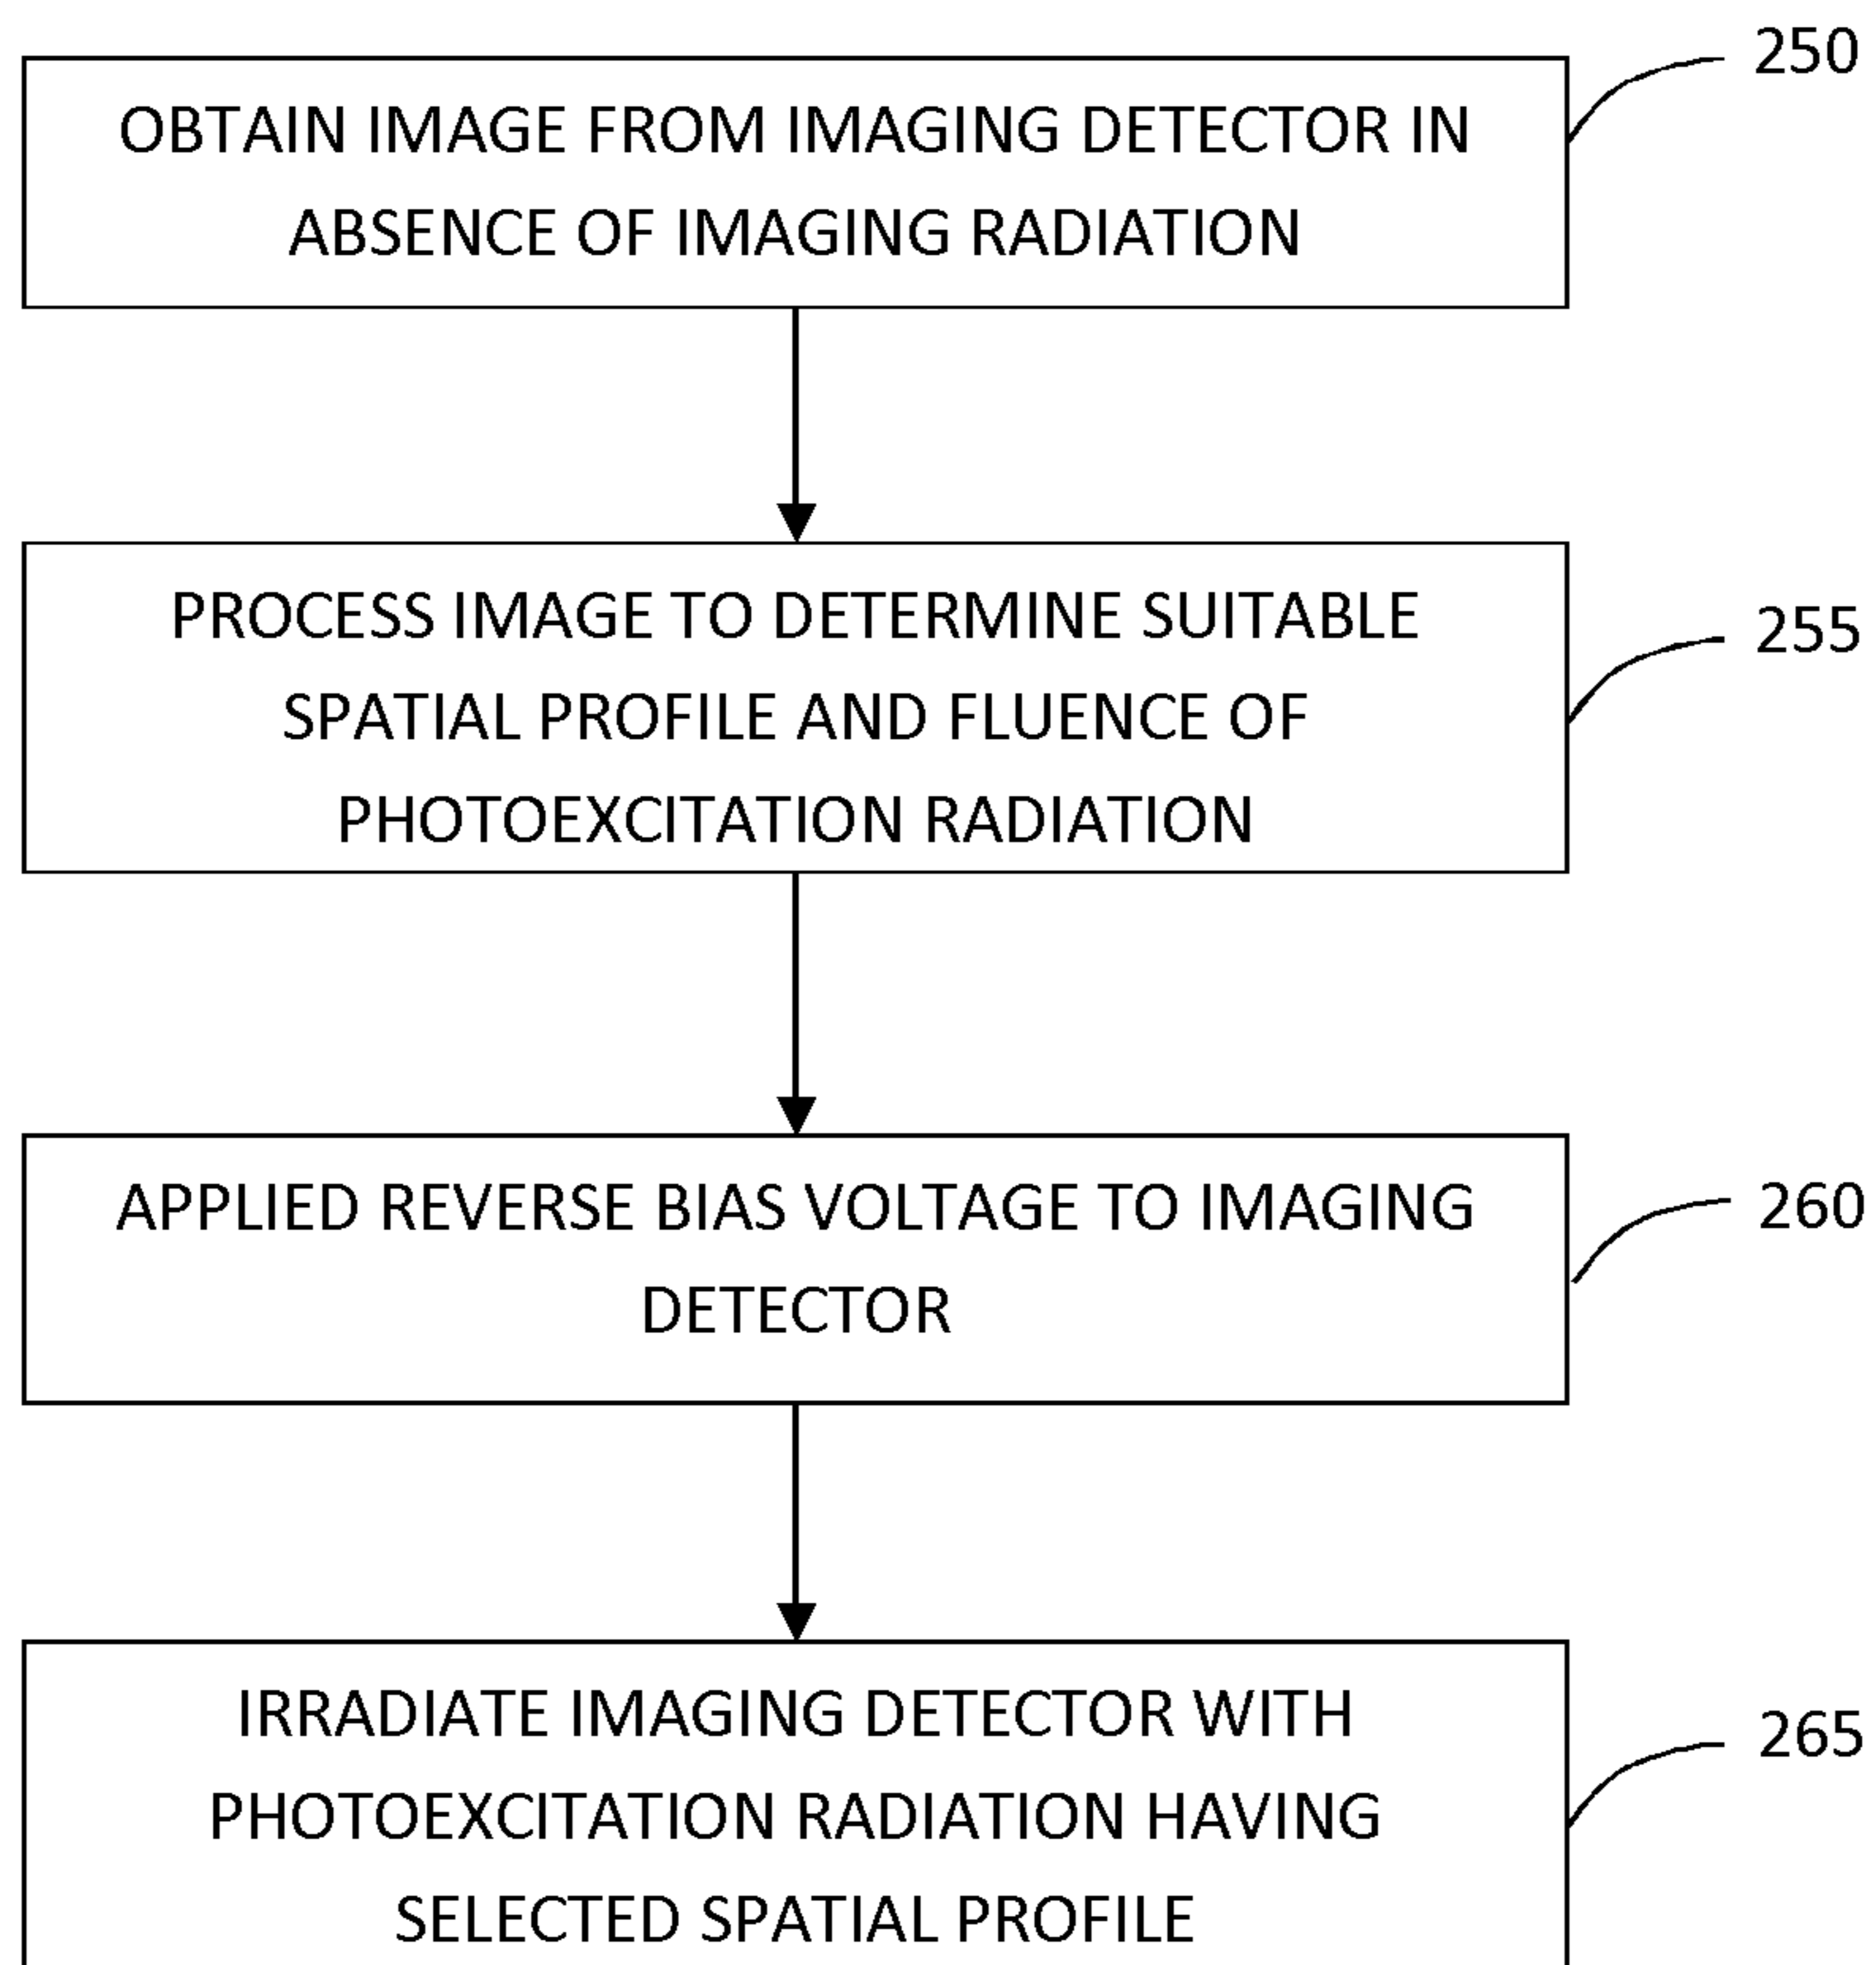 250
OBTAIN IMAGE FROM IMAGING DETECTOR IN
ABSENCE OF IMAGING RADIATION
255
PROCESS IMAGE TO DETERMINE SUITABLE
SPATIAL PROFILE AND FLUENCE OF
PHOTOEXCITATION RADIATION
260
APPLIED REVERSE BIAS VOLTAGE TO IMAGING
DETECTOR
265
IRRADIATE IMAGING DETECTOR WITH
PHOTOEXCITATION RADIATION HAVING
SELECTED SPATIAL PROFILE